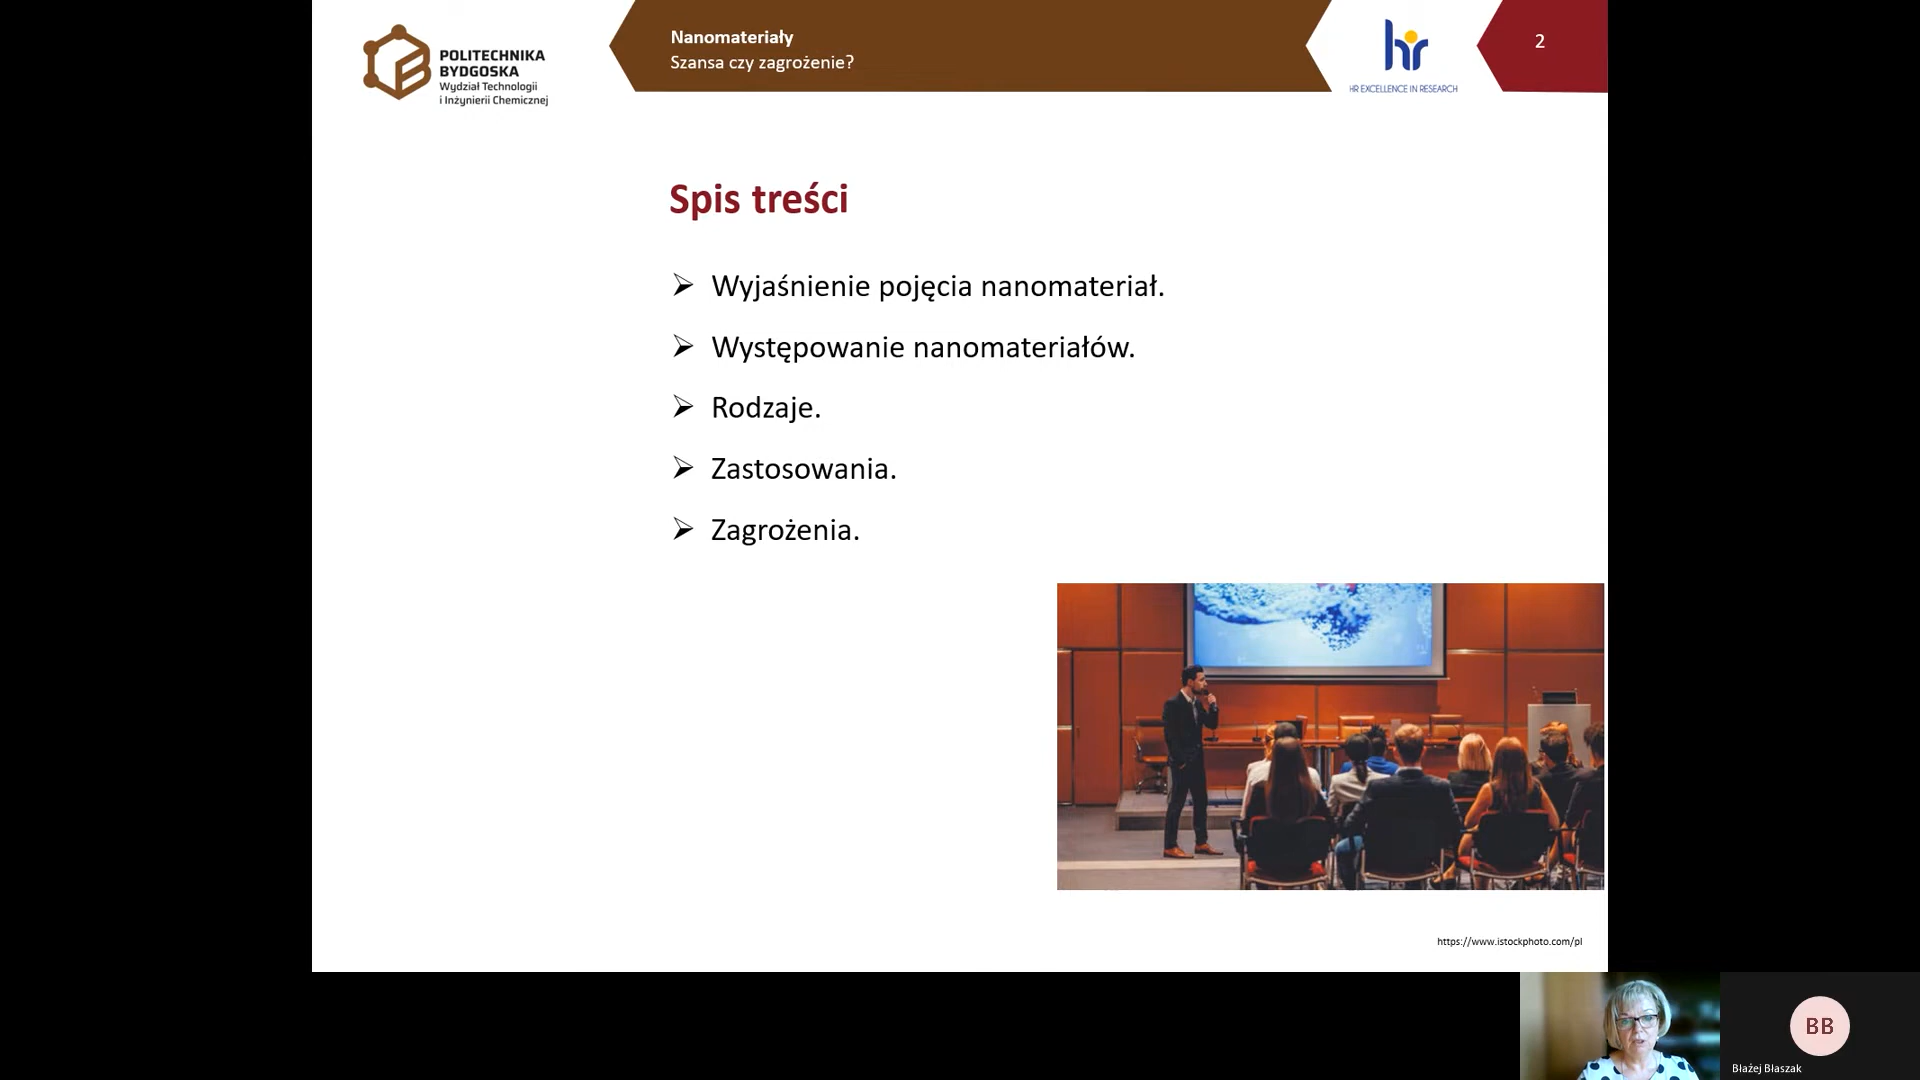 POLITECHNIKA
BYDGOSKA
Wydział Technologii
i Inżynierii Chemicznej
Nanomateriały
Szansa czy zagrożenie?
hr
HR EXCELLENCE IN RESEARCH
2
Spis treści
Wyjaśnienie pojęcia nanomateriał.
Występowanie nanomateriałów.
Rodzaje.
Zastosowania.
Zagrożenia.
https://www.istockphoto.com/pl
BB
Błażej Błaszak